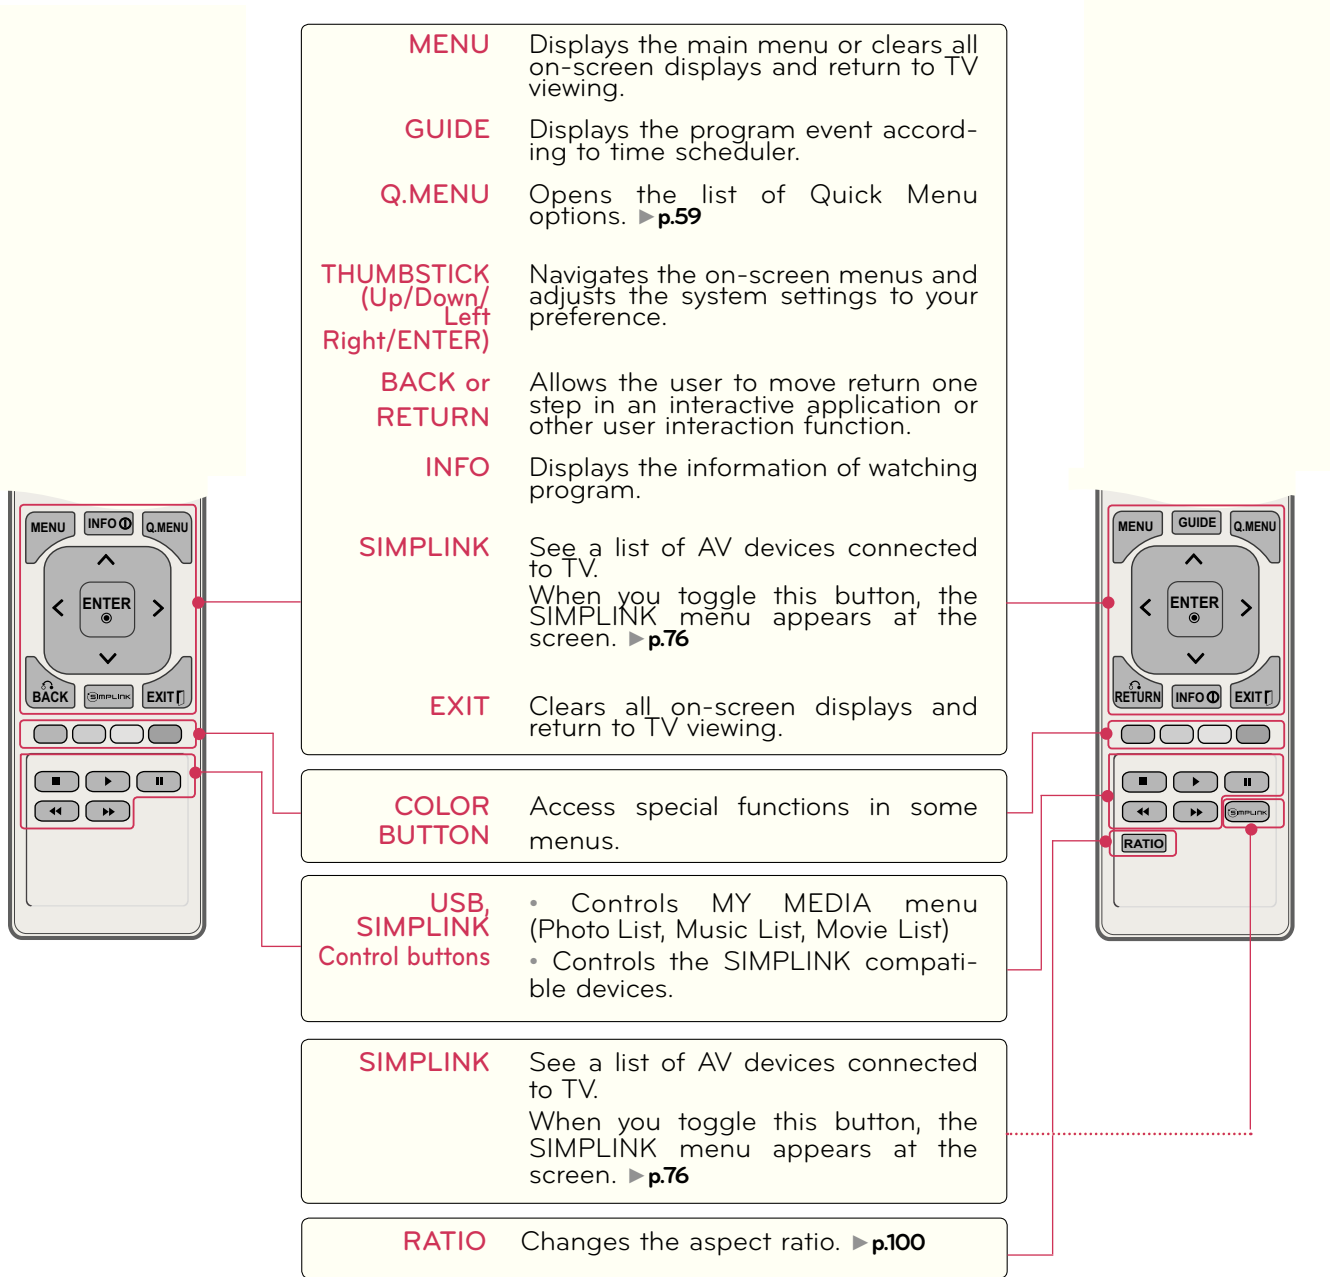 MENU Displays the main menu or clears all
on-screen displays and return to TV
viewing.
GUIDE Displays the program event accord-
ing to time scheduler.
Q.MENU Opens the list of Quick Menu
options. ►p.59
THUMBSTICK Navigates the on-screen menus and
(Up/Down/ adjusts the system settings to your
Left preference.
Right/ENTER)
BACK or Allows the user to move return one
step in an interactive application or
RETURN other user interaction function.
INFO Displays the information of watching
program.
SIMPLINK See a list of AV devices connected
to TV.
When you toggle this button, the
SIMPLINK menu appears at the
screen. ►p.76
EXIT Clears all on-screen displays and
return to TV viewing.
COLOR Access special functions in some
BUTTON menus.
USB, • Controls MY MEDIA menu
SIMPLINK (Photo List, Music List, Movie List)
Control buttons • Controls the SIMPLINK compati-
ble devices.
SIMPLINK See a list of AV devices connected
to TV.
When you toggle this button, the
SIMPLINK menu appears at the
screen. ►p.76
RATIO Changes the aspect ratio. ►p.100
MENU INFO Q.MENU
ENTER
BACK SIMPLINK EXIT
MENU GUIDE Q.MENU
ENTER
RETURN INFO EXIT
SIMPLINK
RATIO